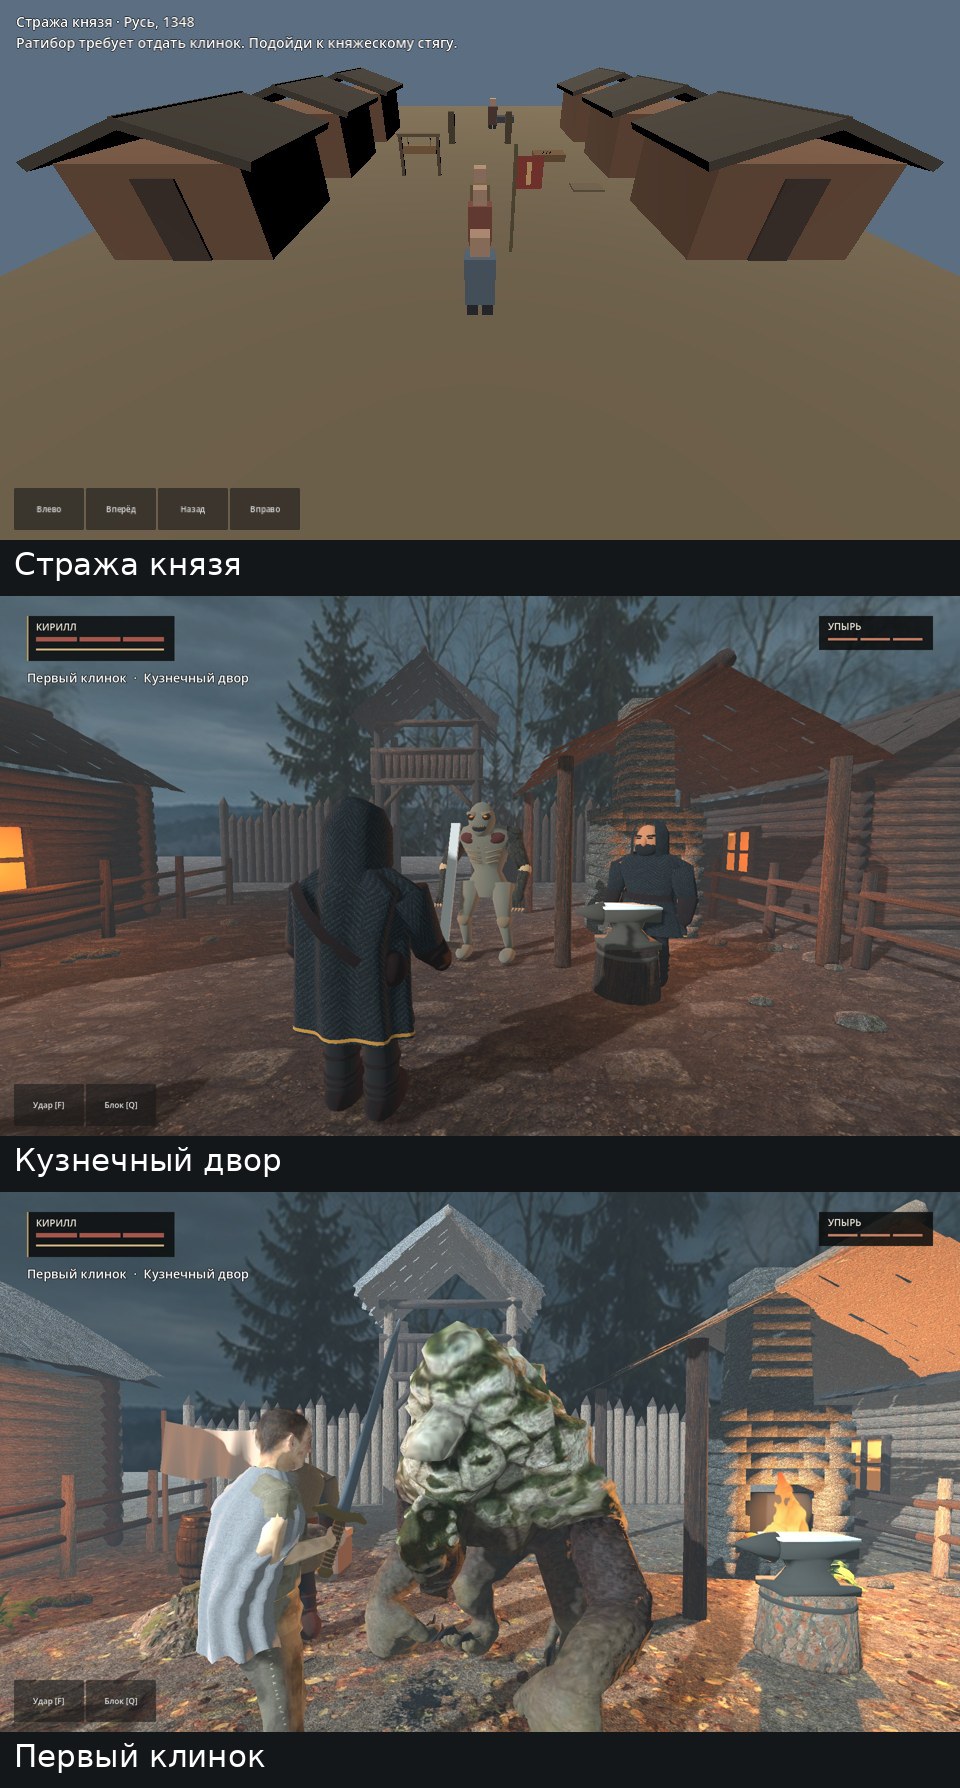 Стража князя · Русь, 1348
Ратибор требует отдать клинок. Подойди к княжескому стягу.
Влево Вперёд Назад Вправо
Стража князя
КИРИЛЛ УПЫРЬ
Первый клинок · Кузнечный двор
Удар [F] Блок [Q]
Кузнечный двор
КИРИЛЛ УПЫРЬ
Первый клинок · Кузнечный двор
Удар [F] Блок [Q]
Первый клинок